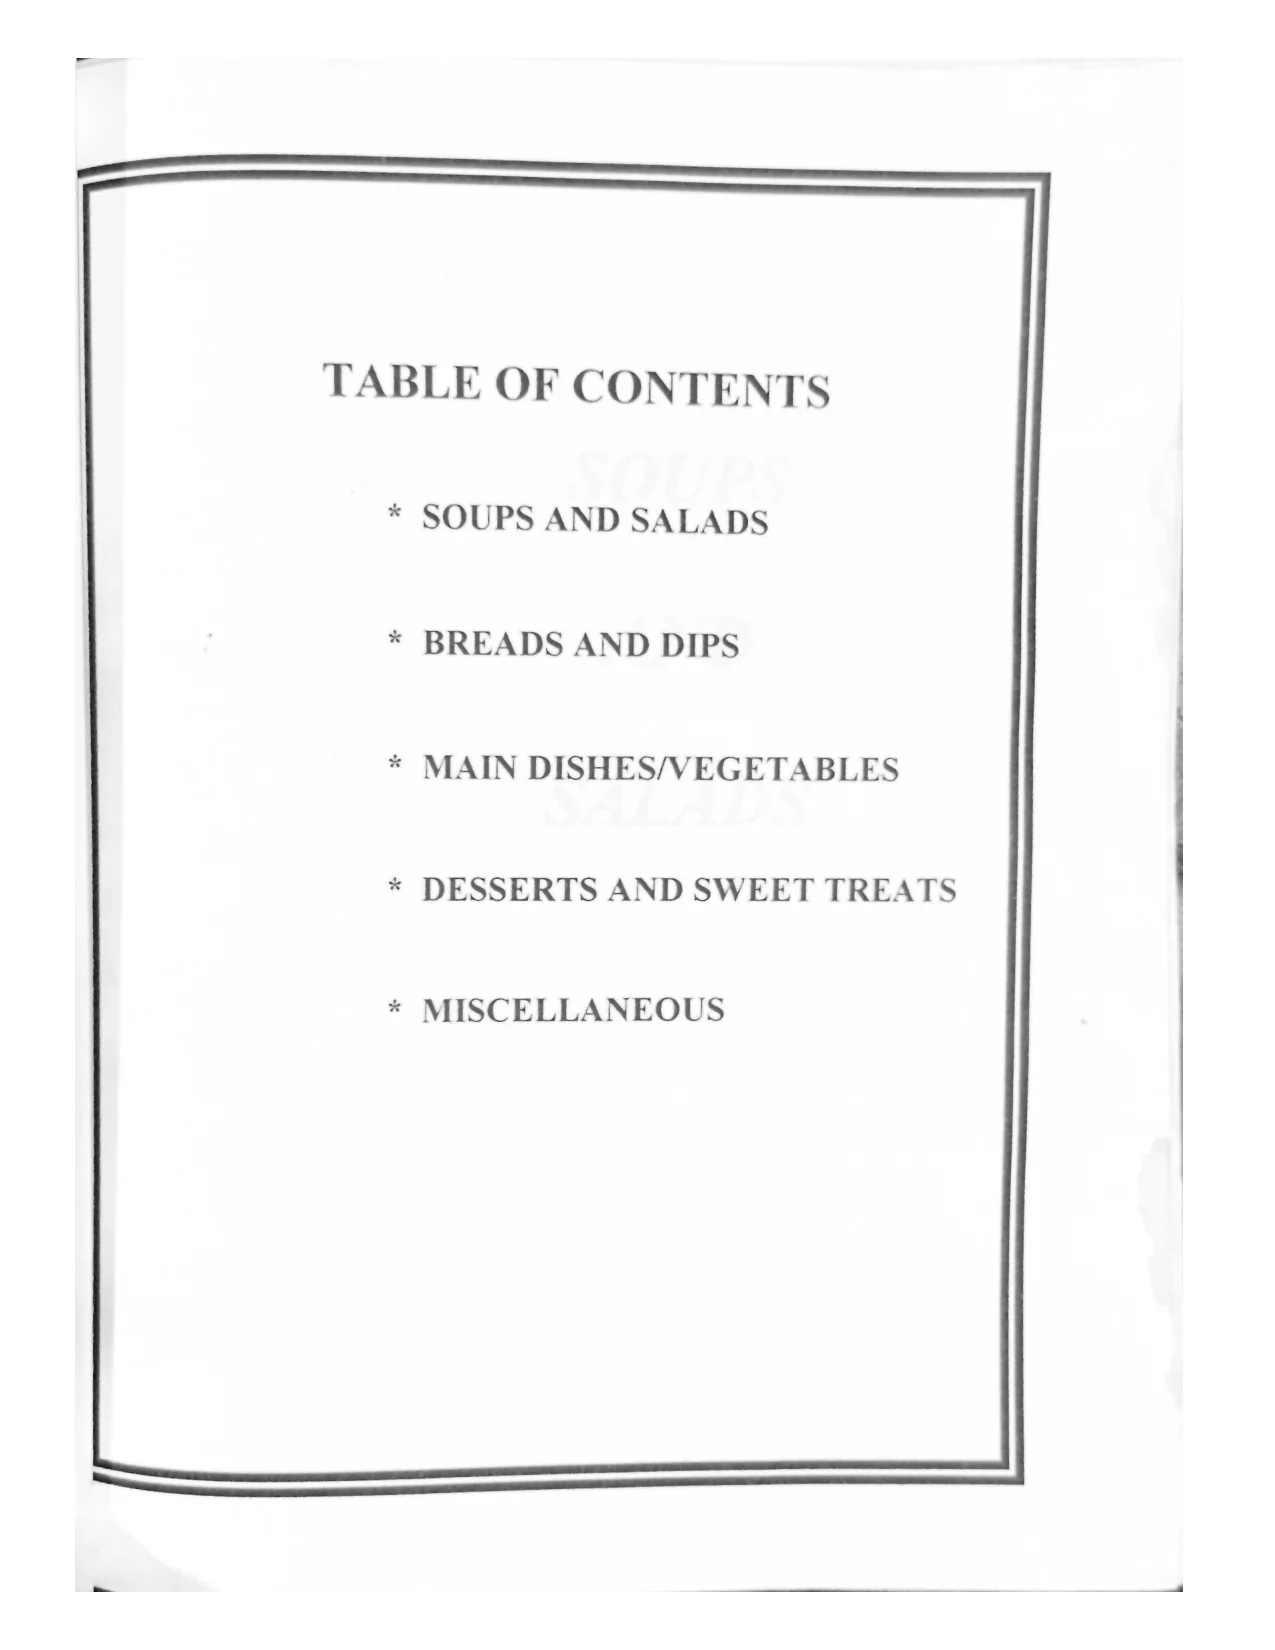 TABLE OF CONTENTS
* SOUPS AND SALADS
* BREADS AND DIPS
* MAIN DISHES/VEGETABLES
* DESSERTS AND SWEET TREATS
* MISCELLANEOUS